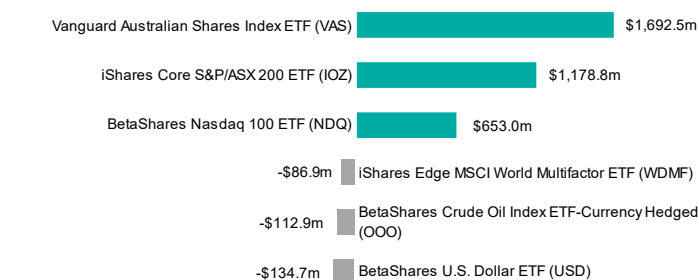 Vanguard Australian Shares Index ETF (VAS) $1,692.5m
iShares Core S&P/ASX 200 ETF (IOZ) $1,178.8m
BetaShares Nasdaq 100 ETF (NDQ) $653.0m
-$86.9m iShares Edge MSCI World Multifactor ETF (WDMF)
-$112.9m BetaShares Crude Oil Index ETF-Currency Hedged
(OOO)
-$134.7m BetaShares U.S. Dollar ETF (USD)